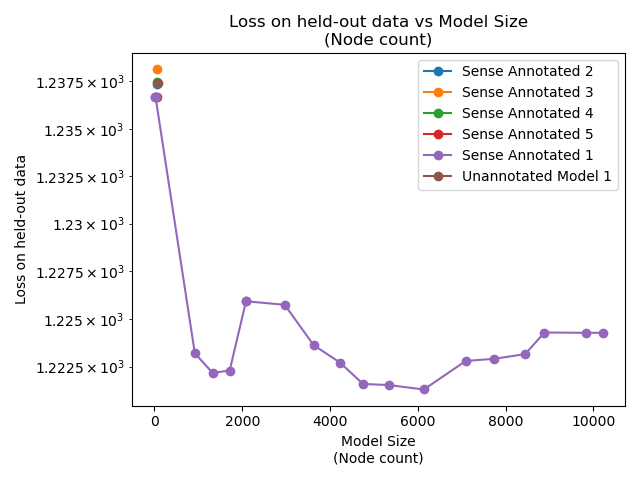 Loss on held-out data vs Model Size
(Node count)
Loss on held-out data
1.2375 × 10³
1.235 × 10³
1.2325 × 10³
1.23 × 10³
1.2275 × 10³
1.225 × 10³
1.2225 × 10³
Sense Annotated 2
Sense Annotated 3
Sense Annotated 4
Sense Annotated 5
Sense Annotated 1
Unannotated Model 1
0 2000 4000 6000 8000 10000
Model Size
(Node count)